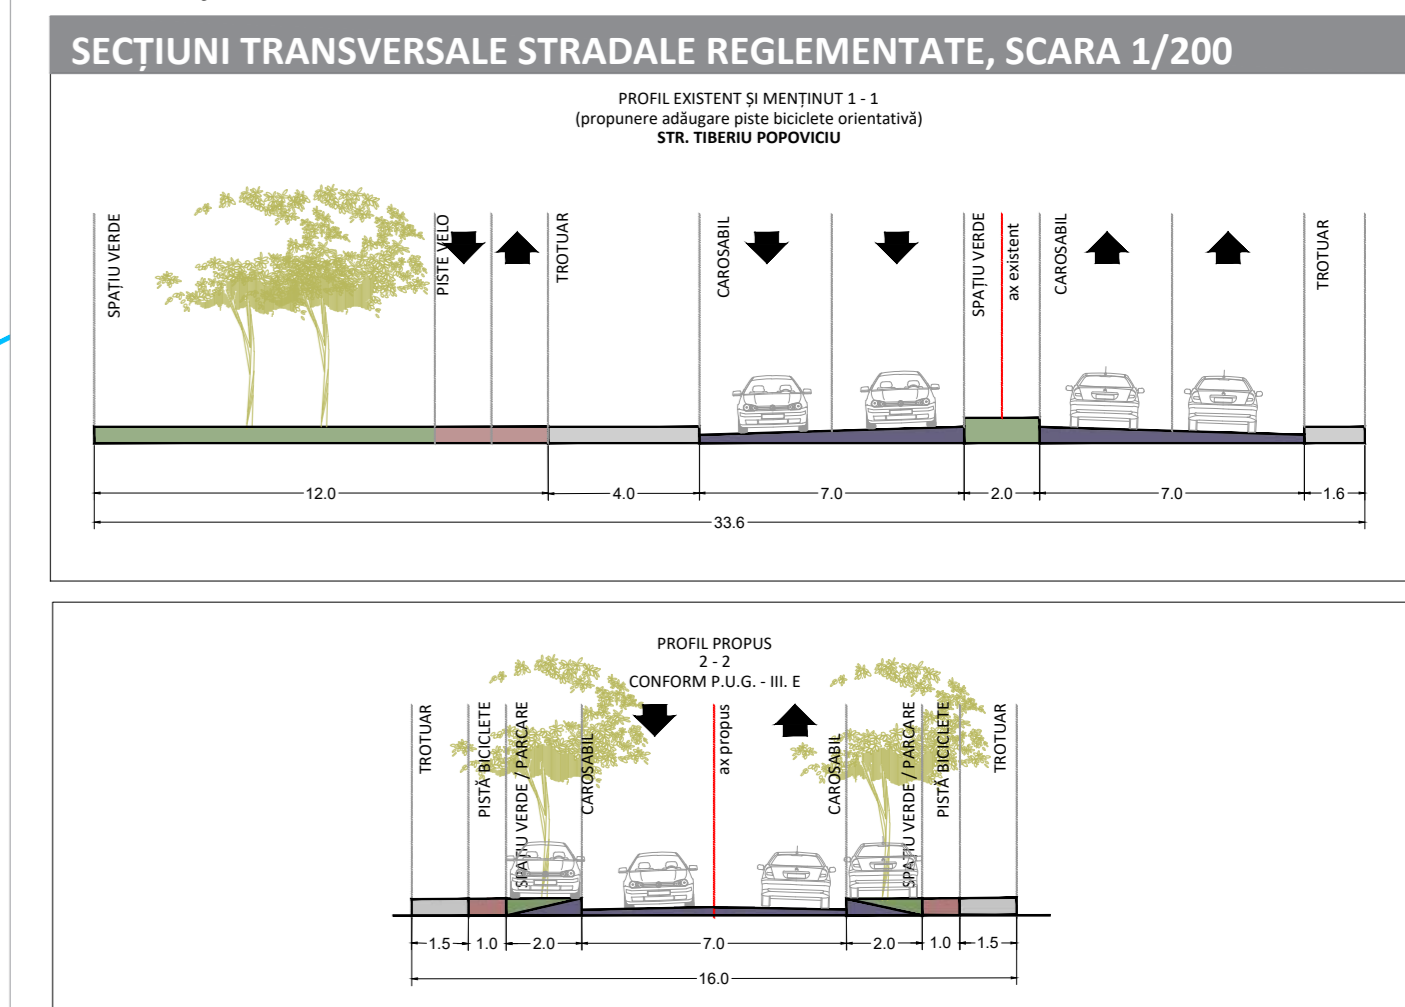 SECȚIUNI TRANSVERSALE STRADALE REGLEMENTATE, SCARA 1/200
PROFIL EXISTENT ȘI MENȚINUT 1 - 1
(propunere adăugare piste biciclete orientativă)
STR. TIBERIU POPOVICIU
SPAȚIU VERDE
PISTE VELO
TROTUAR
CAROSABIL
SPAȚIU VERDE
ax existent
CAROSABIL
TROTUAR
12.0
4.0
7.0
2.0
7.0
1.6
33.6
PROFIL PROPUS
2 - 2
CONFORM P.U.G. - III. E
TROTUAR
PISTĂ BICICLETE
SPAȚIU VERDE / PARCARE
CAROSABIL
ax propus
CAROSABIL
SPAȚIU VERDE / PARCARE
PISTĂ BICICLETE
TROTUAR
1.5
1.0
2.0
7.0
2.0
1.0
1.5
16.0